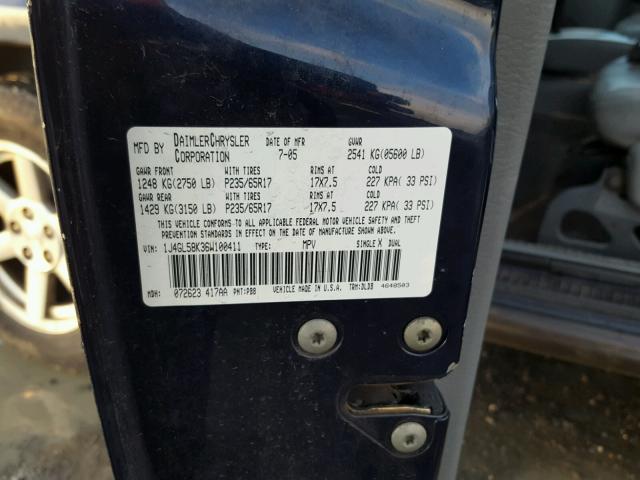 MFD BY DAIMLERCHRYSLER CORPORATION DATE OF MFR 7-05 GVWR 2541 KG(05600 LB)
GAWR FRONT WITH TIRES RIMS AT COLD
1248 KG(2750 LB) P235/65R17 17X7.5 227 KPA( 33 PSI)
GAWR REAR WITH TIRES RIMS AT COLD
1429 KG(3150 LB) P235/65R17 17X7.5 227 KPA( 33 PSI)
THIS VEHICLE CONFORMS TO ALL APPLICABLE FEDERAL MOTOR VEHICLE SAFETY AND THEFT
PREVENTION STANDARDS IN EFFECT ON THE DATE OF MANUFACTURE SHOWN ABOVE.
VIN: 1J4GL58K36W100411 TYPE: MPV SINGLE X DUAL
MDH: 072623 417AA PNT:PB8 VEHICLE MADE IN U.S.A. TRM:DLDB 4648503